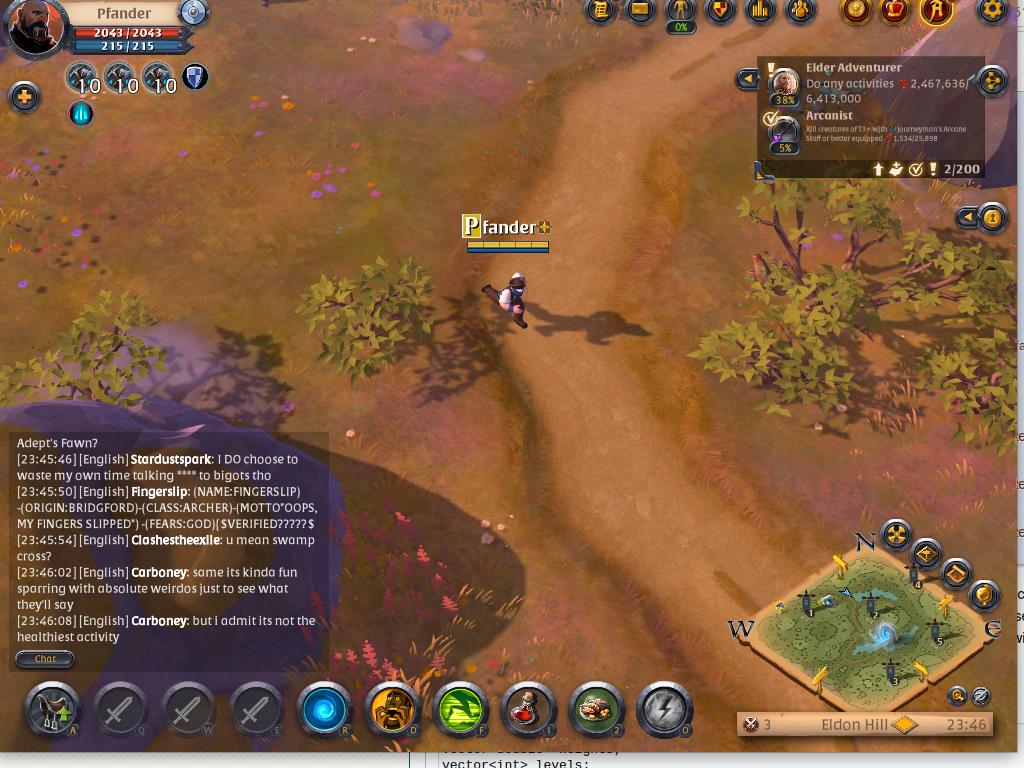 Pfander
2043 / 2043
215 / 215
0%
10 10 10
Elder Adventurer
Do any activities 2,467,636/
6,413,000
38%
Arcanist
Kill creatures of T3+ with Journeyman's Arcane
Staff or better equipped 1,534/25,898
5%
2/200
Pfander
Adept's Fawn?
[23:45:46] [English] Stardustspark: I DO choose to
waste my own time talking **** to bigots tho
[23:45:50] [English] Fingerslip: (NAME:FINGERSLIP)
-(ORIGIN:BRIDGFORD)-(CLASS:ARCHER)-(MOTTO"OOPS,
MY FINGERS SLIPPED") -(FEARS:GOD)[$VERIFIED?????$
[23:45:54] [English] Clashestheexile: u mean swamp
cross?
[23:46:02] [English] Carboney: same its kinda fun
sparring with absolute weirdos just to see what
they'll say
[23:46:08] [English] Carboney: but i admit its not the
healthiest activity
Chat
N
W
E
1
2
3
4
5
A Q W E R D F 1 2 O
3 Eldon Hill 23:46
vector<int> levels;